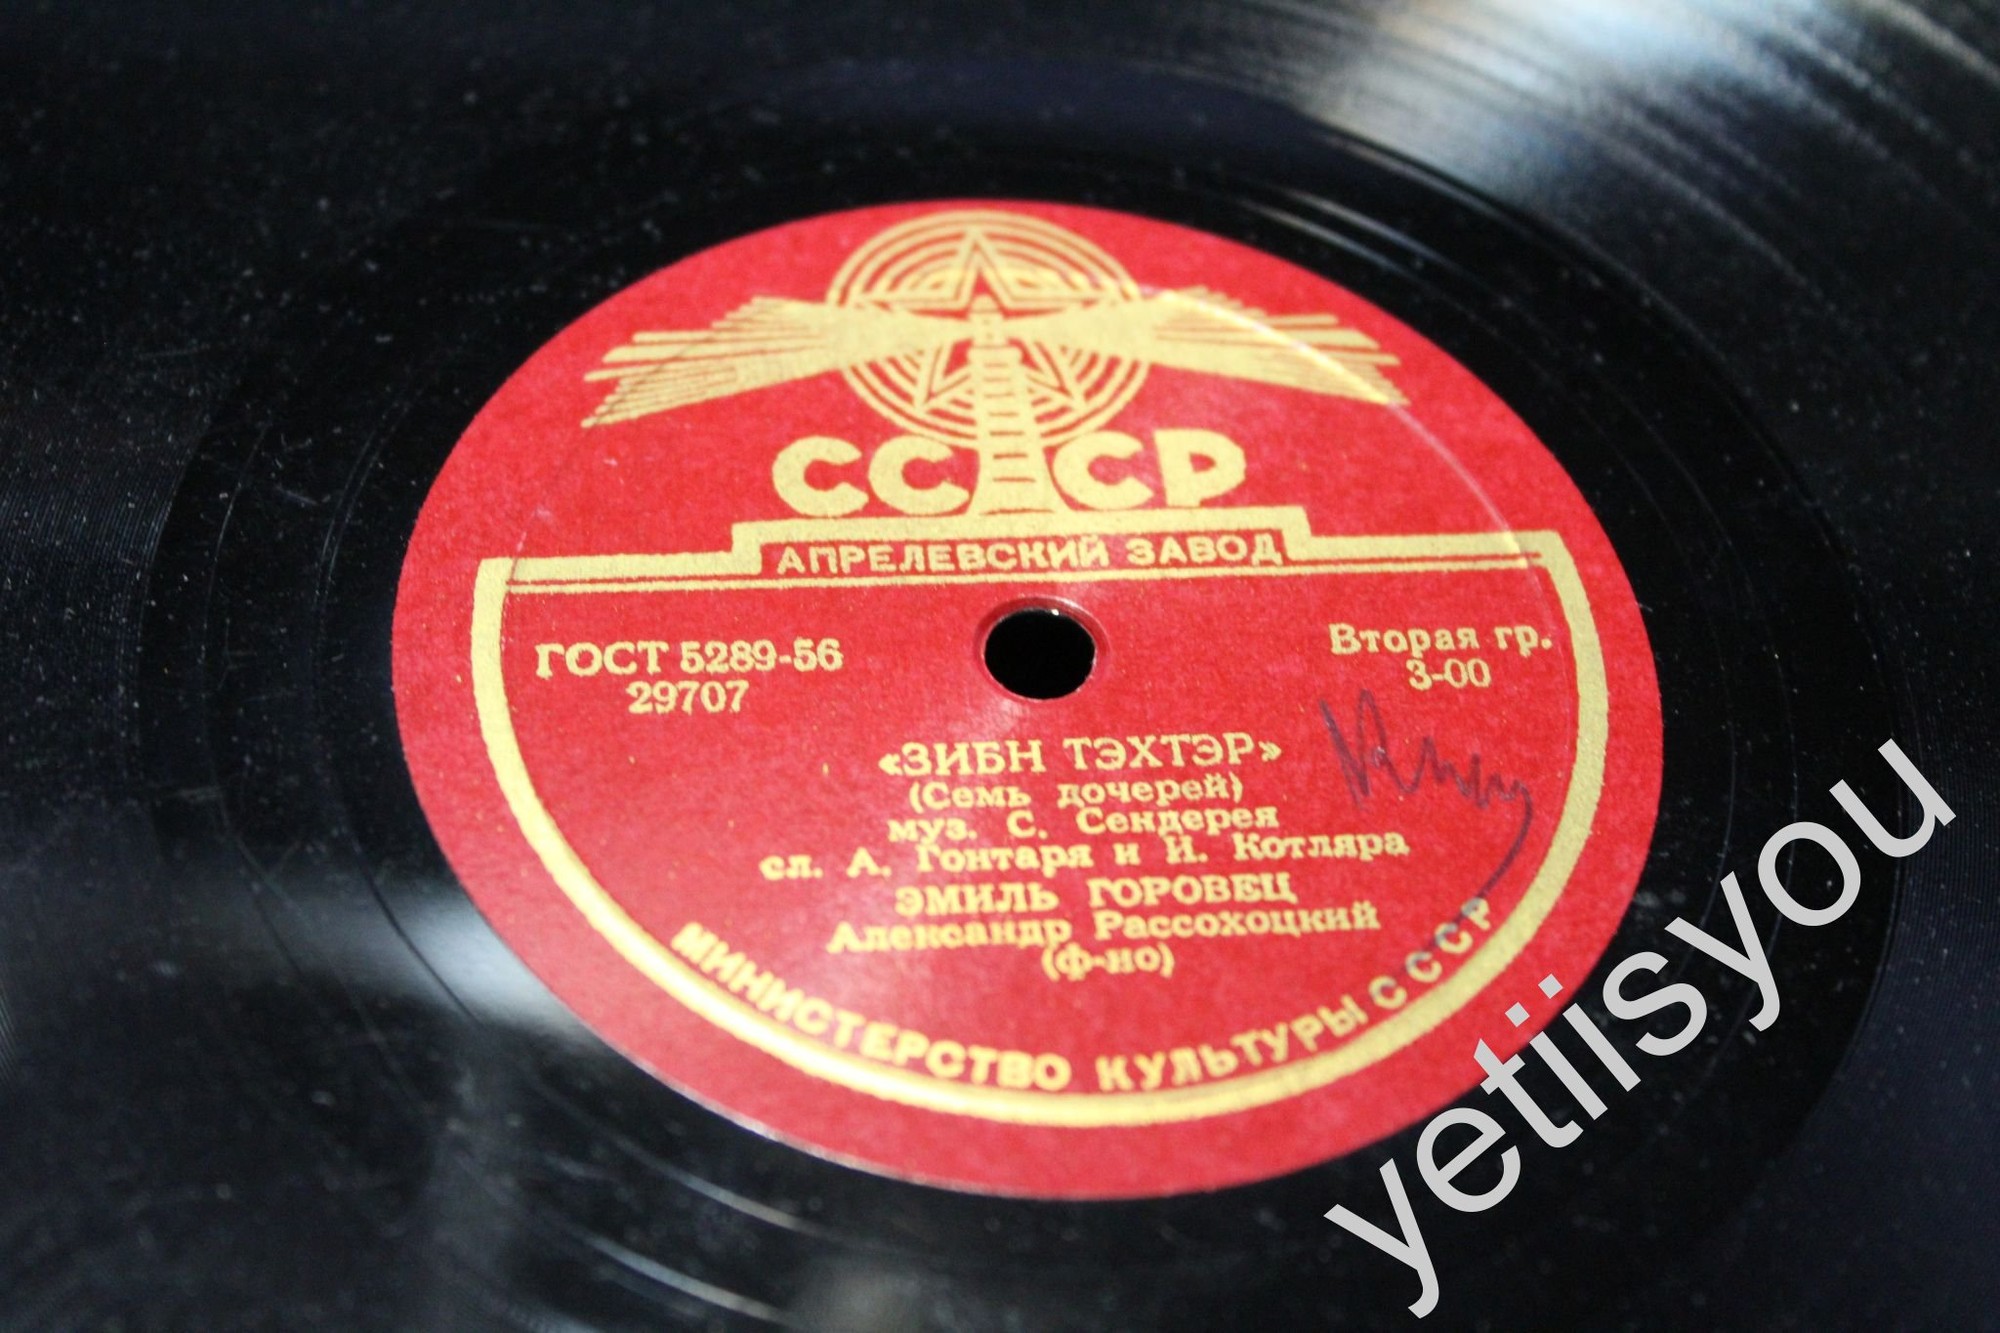 СССР
АПРЕЛЕВСКИЙ ЗАВОД
ГОСТ 5289-56
29707
Вторая гр.
3-00
«ЗИБН ТЭХТЭР»
(Семь дочерей)
муз. С. Сендерея
сл. А. Гонтаря и И. Котляра
ЭМИЛЬ ГОРОВЕЦ
Александр Рассохоцкий
(ф-но)
МИНИСТЕРСТВО КУЛЬТУРЫ СССР
yetiisyou